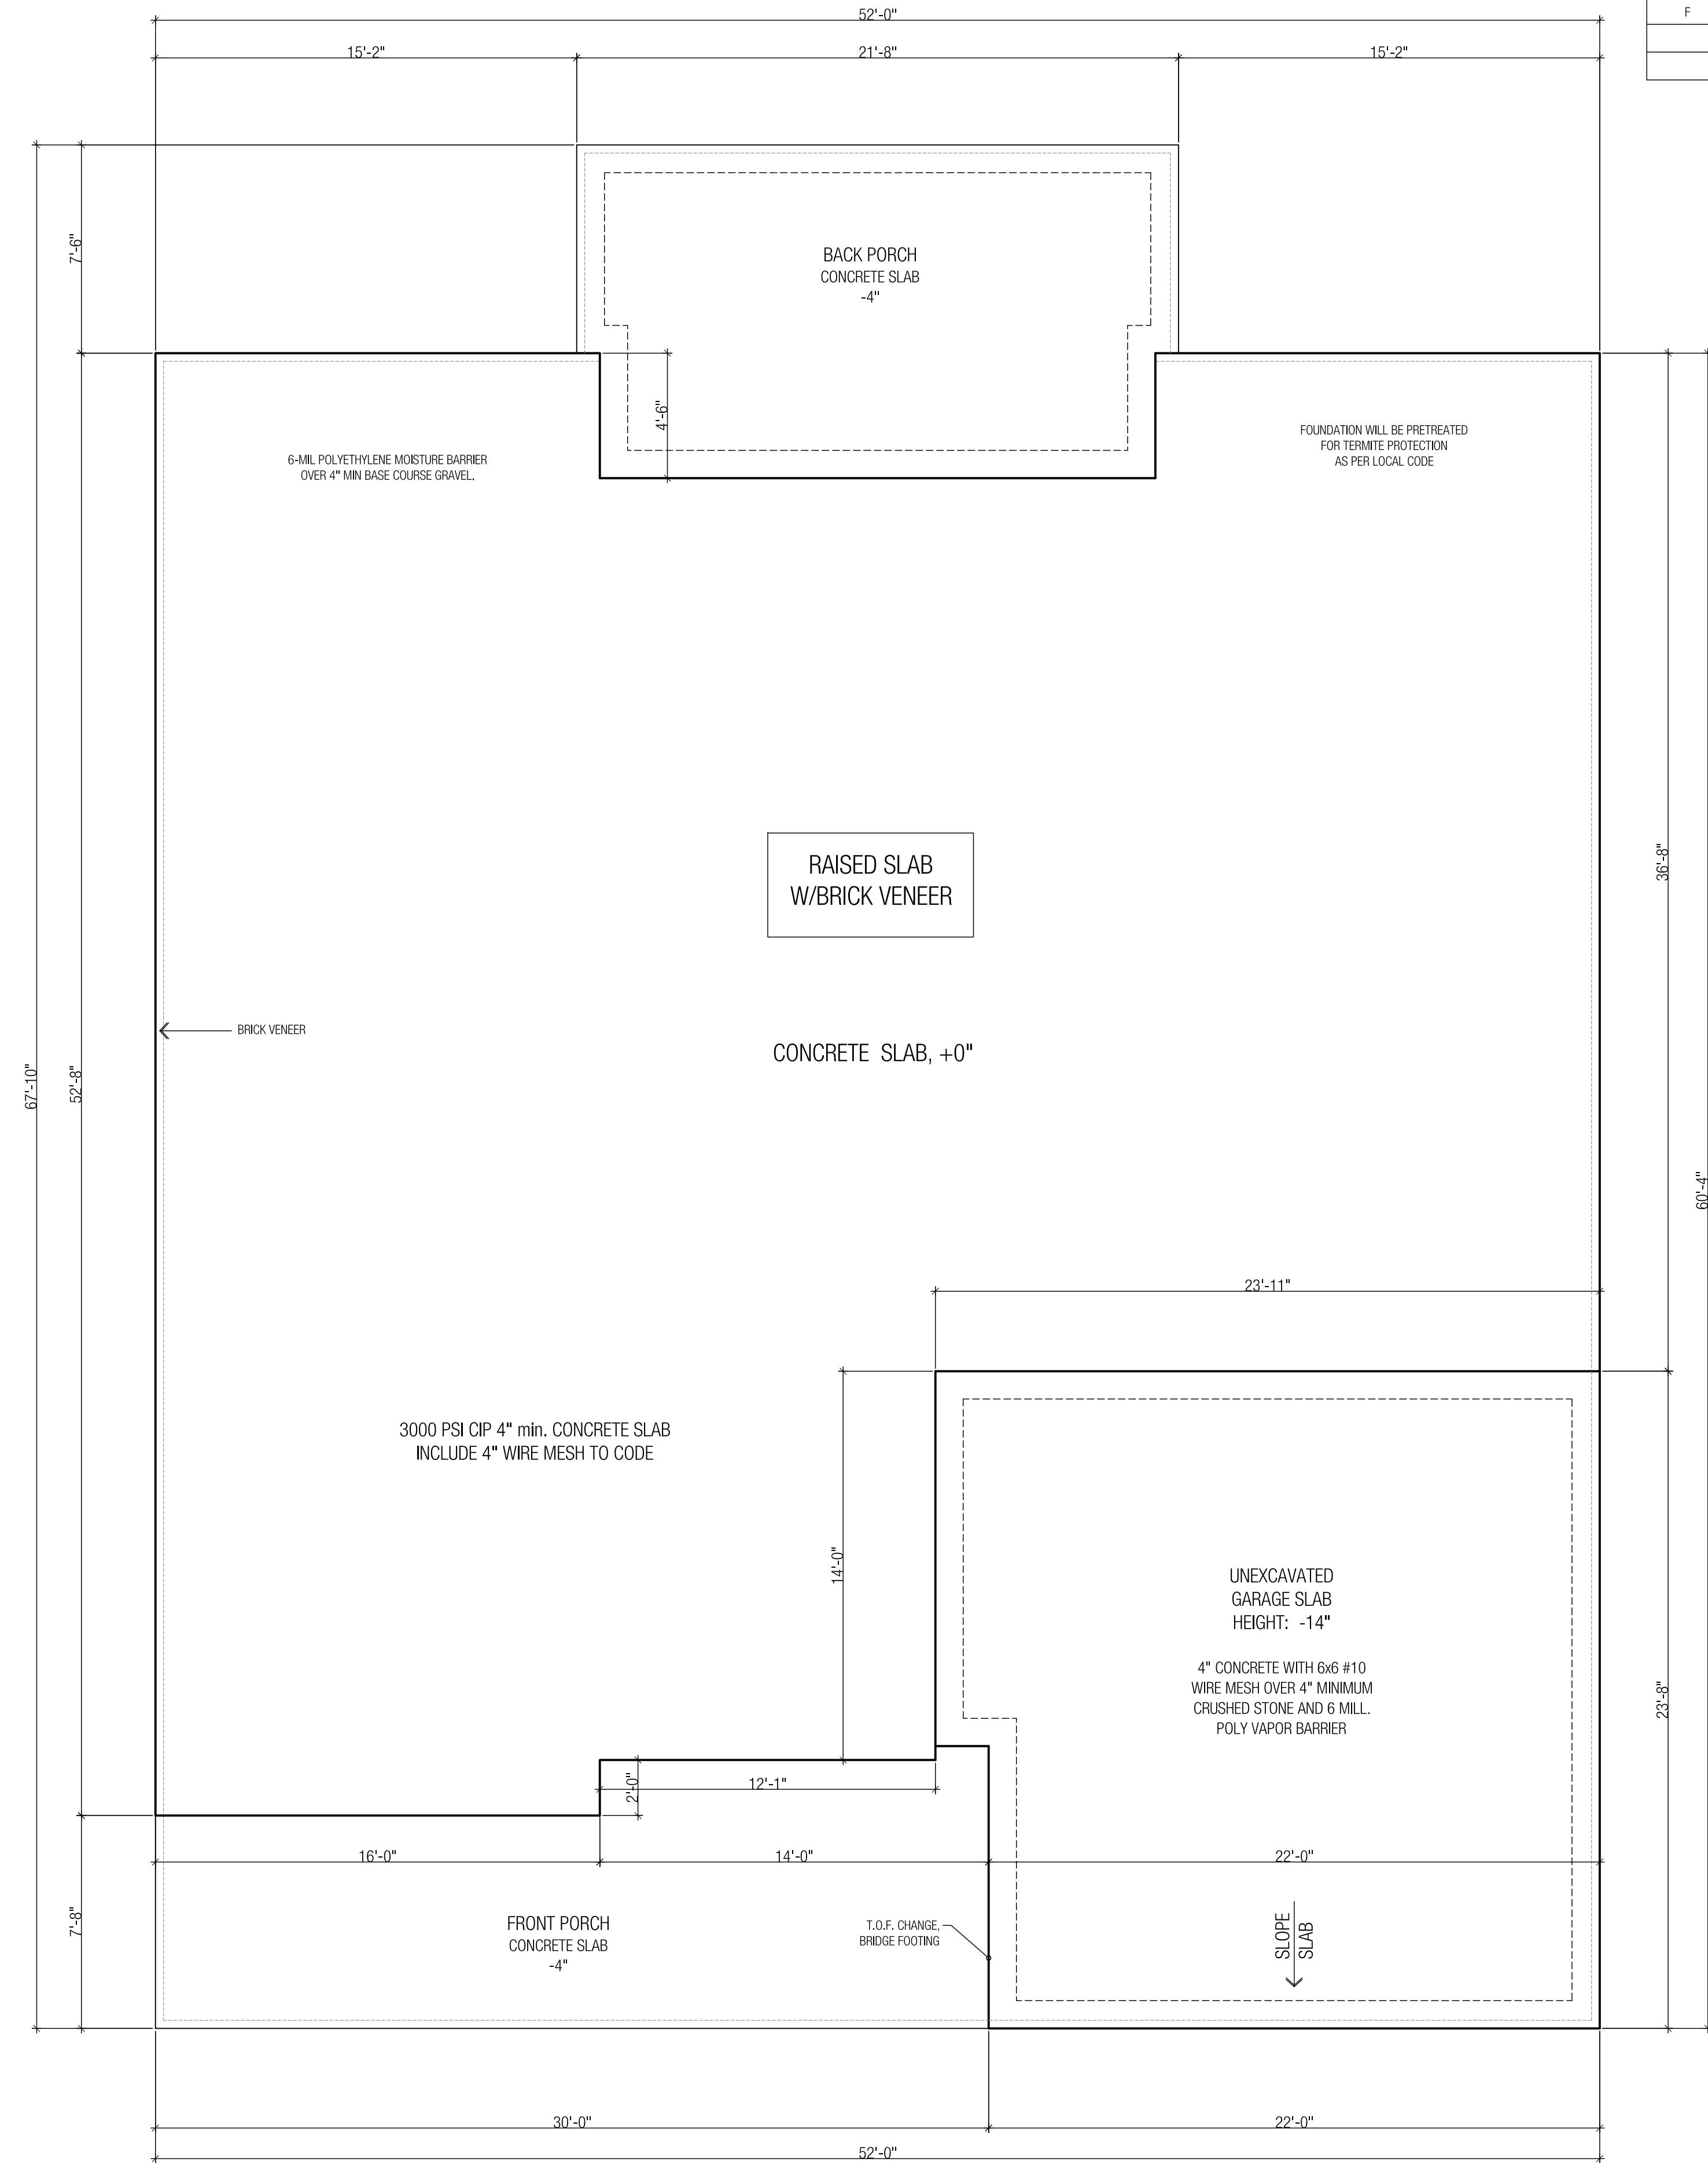 52'-0"
F
15'-2"
21'-8"
15'-2"
7'-6"
BACK PORCH
CONCRETE SLAB
-4"
4'-6"
6-MIL POLYETHYLENE MOISTURE BARRIER
OVER 4" MIN BASE COURSE GRAVEL.
FOUNDATION WILL BE PRETREATED
FOR TERMITE PROTECTION
AS PER LOCAL CODE
RAISED SLAB
W/BRICK VENEER
36'-8"
BRICK VENEER
CONCRETE SLAB, +0"
67'-10"
52'-8"
60'-4"
23'-11"
3000 PSI CIP 4" min. CONCRETE SLAB
INCLUDE 4" WIRE MESH TO CODE
14'-0"
UNEXCAVATED
GARAGE SLAB
HEIGHT: -14"
4" CONCRETE WITH 6x6 #10
WIRE MESH OVER 4" MINIMUM
CRUSHED STONE AND 6 MILL.
POLY VAPOR BARRIER
23'-8"
2'-0"
12'-1"
16'-0"
14'-0"
22'-0"
7'-8"
FRONT PORCH
CONCRETE SLAB
-4"
T.O.F. CHANGE,
BRIDGE FOOTING
SLOPE
SLAB
30'-0"
22'-0"
52'-0"